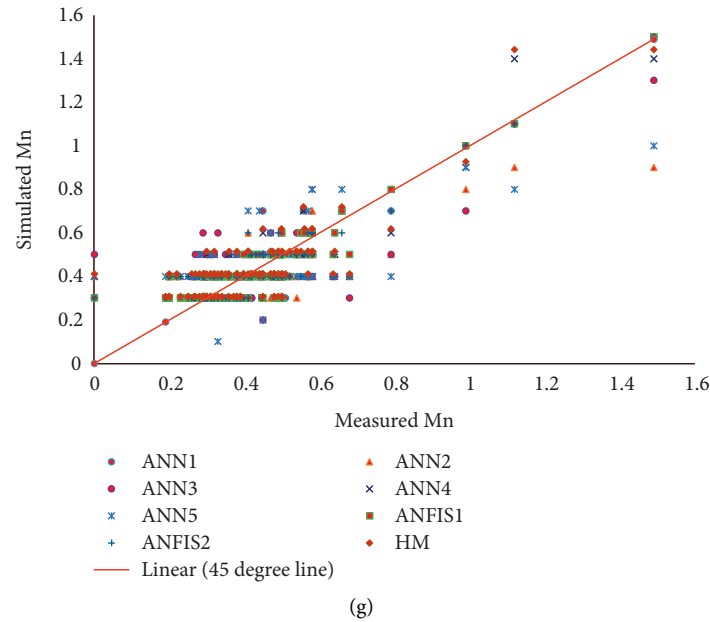 1.6
1.4
1.2
1
0.8
0.6
0.4
0.2
0
Simulated Mn
0 0.2 0.4 0.6 0.8 1 1.2 1.4 1.6
Measured Mn
ANN1 ANN2
ANN3 ANN4
ANN5 ANFIS1
ANFIS2 HM
Linear (45 degree line)
(g)